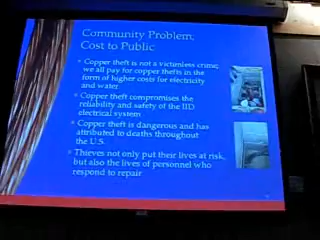 Community Problem;
Cost to Public
Copper theft is not a victimless crime;
we all pay for copper thefts in the
form of higher costs for electricity
and water.
Copper theft compromises the
reliability and safety of the IID
electrical system
Copper theft is dangerous and has
attributed to deaths throughout
the U.S.
Thieves not only put their lives at risk,
but also the lives of personnel who
respond to repair